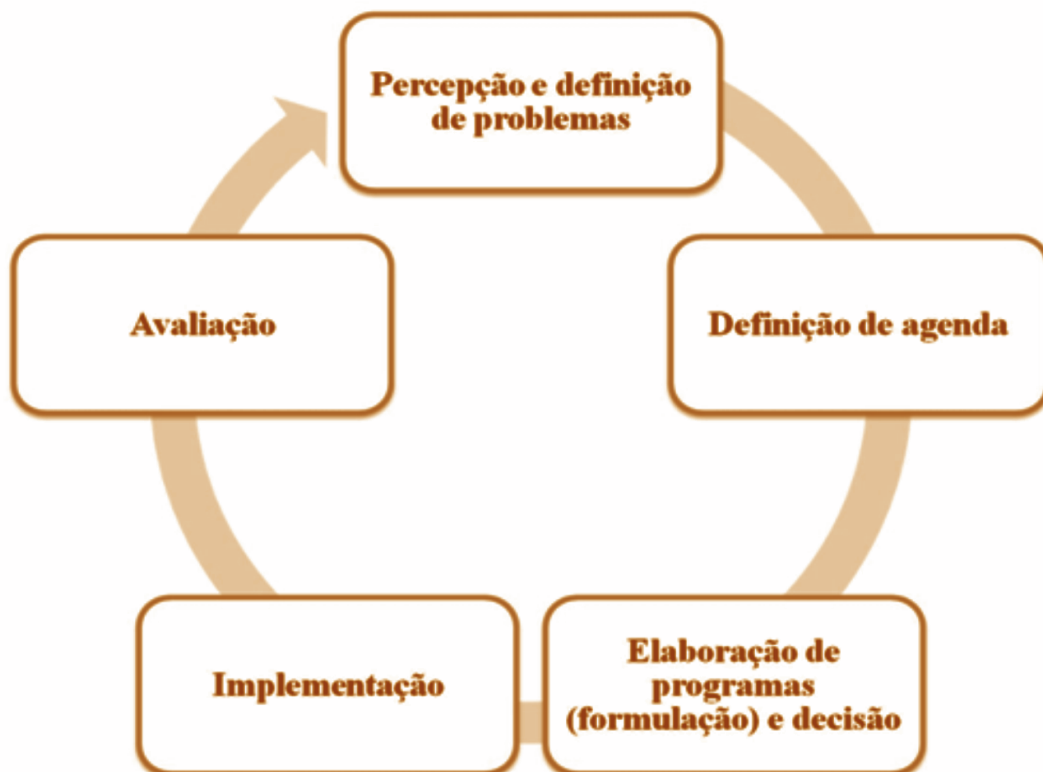 Percepção e definição
de problemas
Definição de agenda
Elaboração de
programas
(formulação) e decisão
Implementação
Avaliação